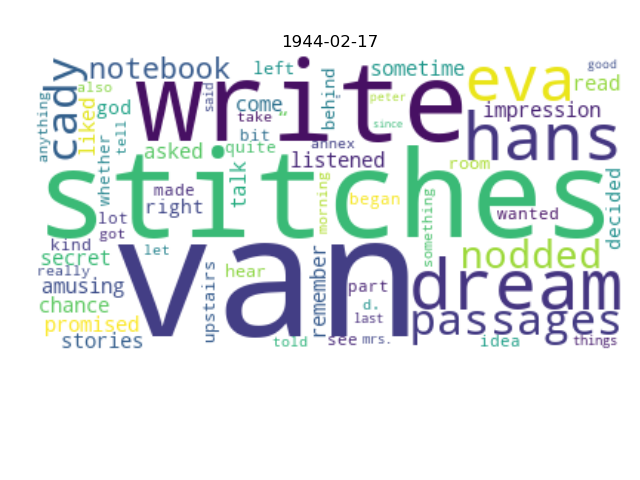 1944-02-17
cady
notebook
left
sometime
eva
good
read
also
said
come
behind
peter
anything
liked
god
write
take
“
since
impression
hans
tell
bit
annex
whether
asked
quite
listened
room
talk
stitches
made
right
morning
began
something
wanted
decided
lot
got
kind
secret
let
van
nodded
really
amusing
upstairs
hear
remember
part
dream
chance
d.
last
passages
promised
stories
told
see
mrs.
idea
things